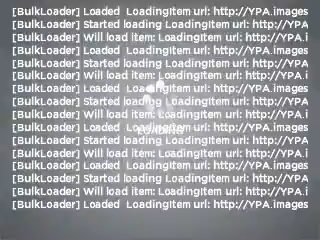 [BulkLoader] Loaded LoadingItem url: http://YPA.images
[BulkLoader] Started loading LoadingItem url: http://YPA
[BulkLoader] Will load item: LoadingItem url: http://YPA.i
[BulkLoader] Loaded LoadingItem url: http://YPA.images
[BulkLoader] Started loading LoadingItem url: http://YPA
[BulkLoader] Will load item: LoadingItem url: http://YPA.i
[BulkLoader] Loaded LoadingItem url: http://YPA.images
[BulkLoader] Started loading LoadingItem url: http://YPA
[BulkLoader] Will load item: LoadingItem url: http://YPA.i
[BulkLoader] Loaded LoadingItem url: http://YPA.images
[BulkLoader] Started loading LoadingItem url: http://YPA
[BulkLoader] Will load item: LoadingItem url: http://YPA.i
[BulkLoader] Loaded LoadingItem url: http://YPA.images
[BulkLoader] Started loading LoadingItem url: http://YPA
[BulkLoader] Will load item: LoadingItem url: http://YPA.i
[BulkLoader] Loaded LoadingItem url: http://YPA.images